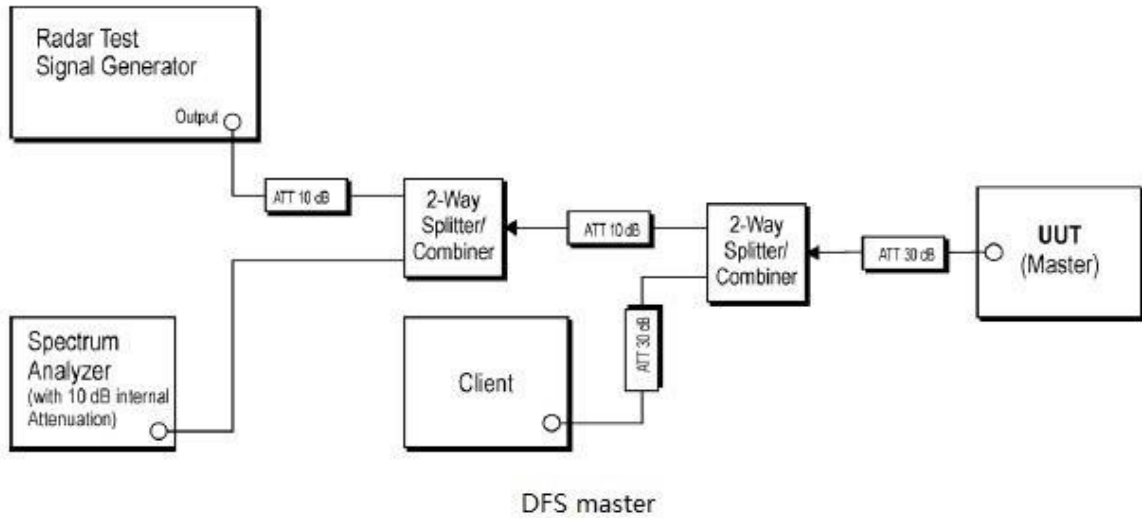 Radar Test
Signal Generator
Output
ATT 10 dB
2-Way
Splitter/
Combiner
ATT 10 dB
2-Way
Splitter/
Combiner
ATT 30 dB
UUT
(Master)
Spectrum
Analyzer
(with 10 dB internal
Attenuation)
Client
ATT 30 dB
DFS master